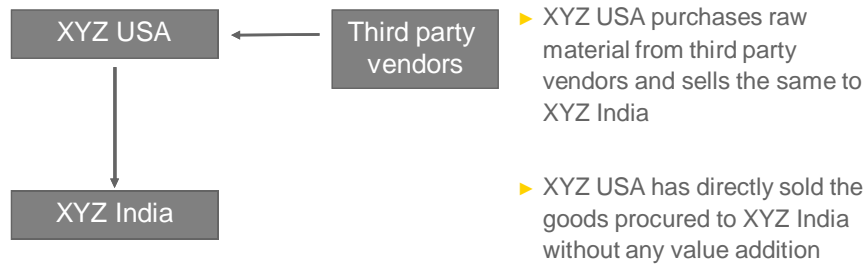 XYZ USA
Third party
vendors
XYZ India
► XYZ USA purchases raw
material from third party
vendors and sells the same to
XYZ India
► XYZ USA has directly sold the
goods procured to XYZ India
without any value addition